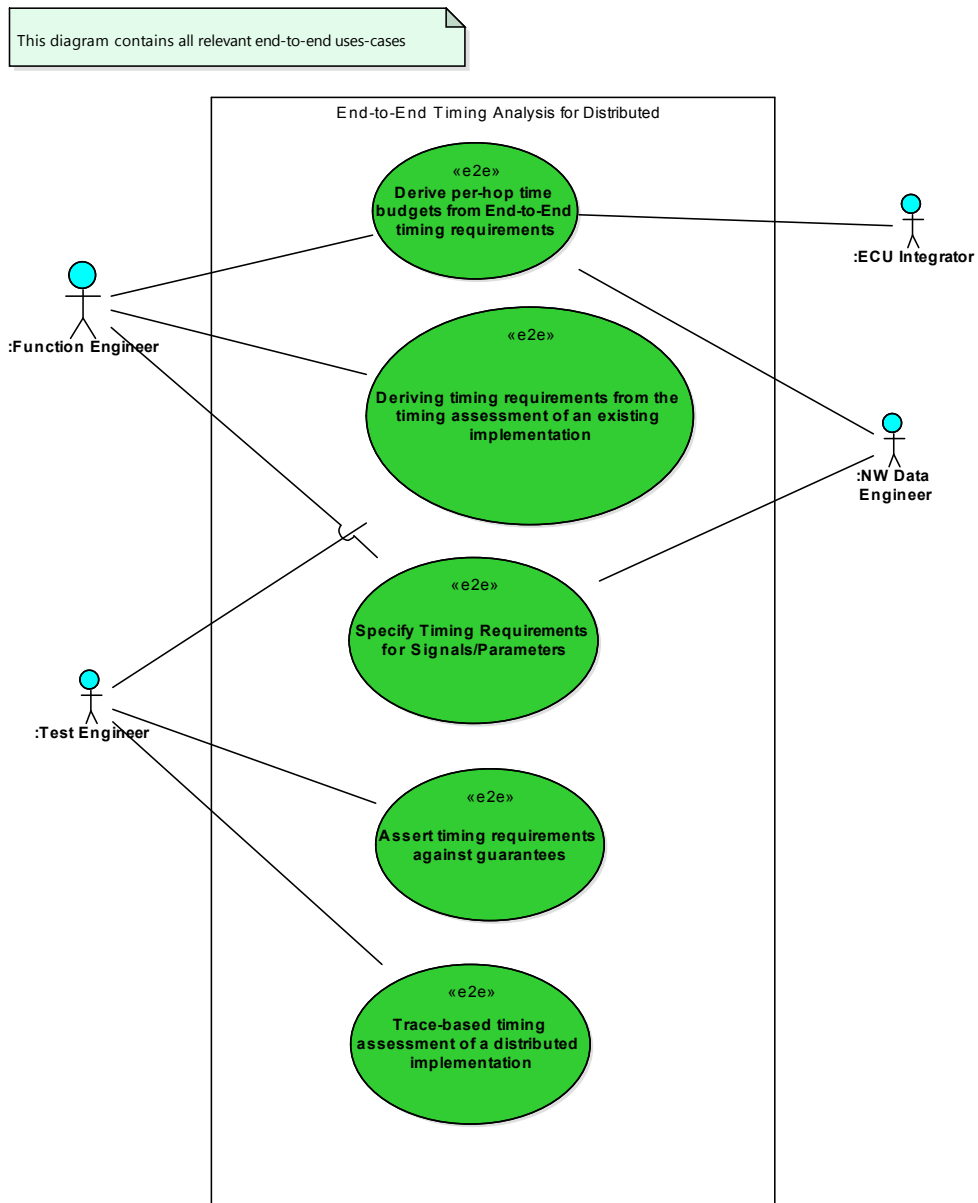 This diagram contains all relevant end-to-end uses-cases
End-to-End Timing Analysis for Distributed
«e2e»
Derive per-hop time
budgets from End-to-End
timing requirements
:ECU Integrator
:Function Engineer
«e2e»
Deriving timing requirements from the
timing assessment of an existing
implementation
:NW Data
Engineer
«e2e»
Specify Timing Requirements
for Signals/Parameters
:Test Engineer
«e2e»
Assert timing requirements
against guarantees
«e2e»
Trace-based timing
assessment of a distributed
implementation